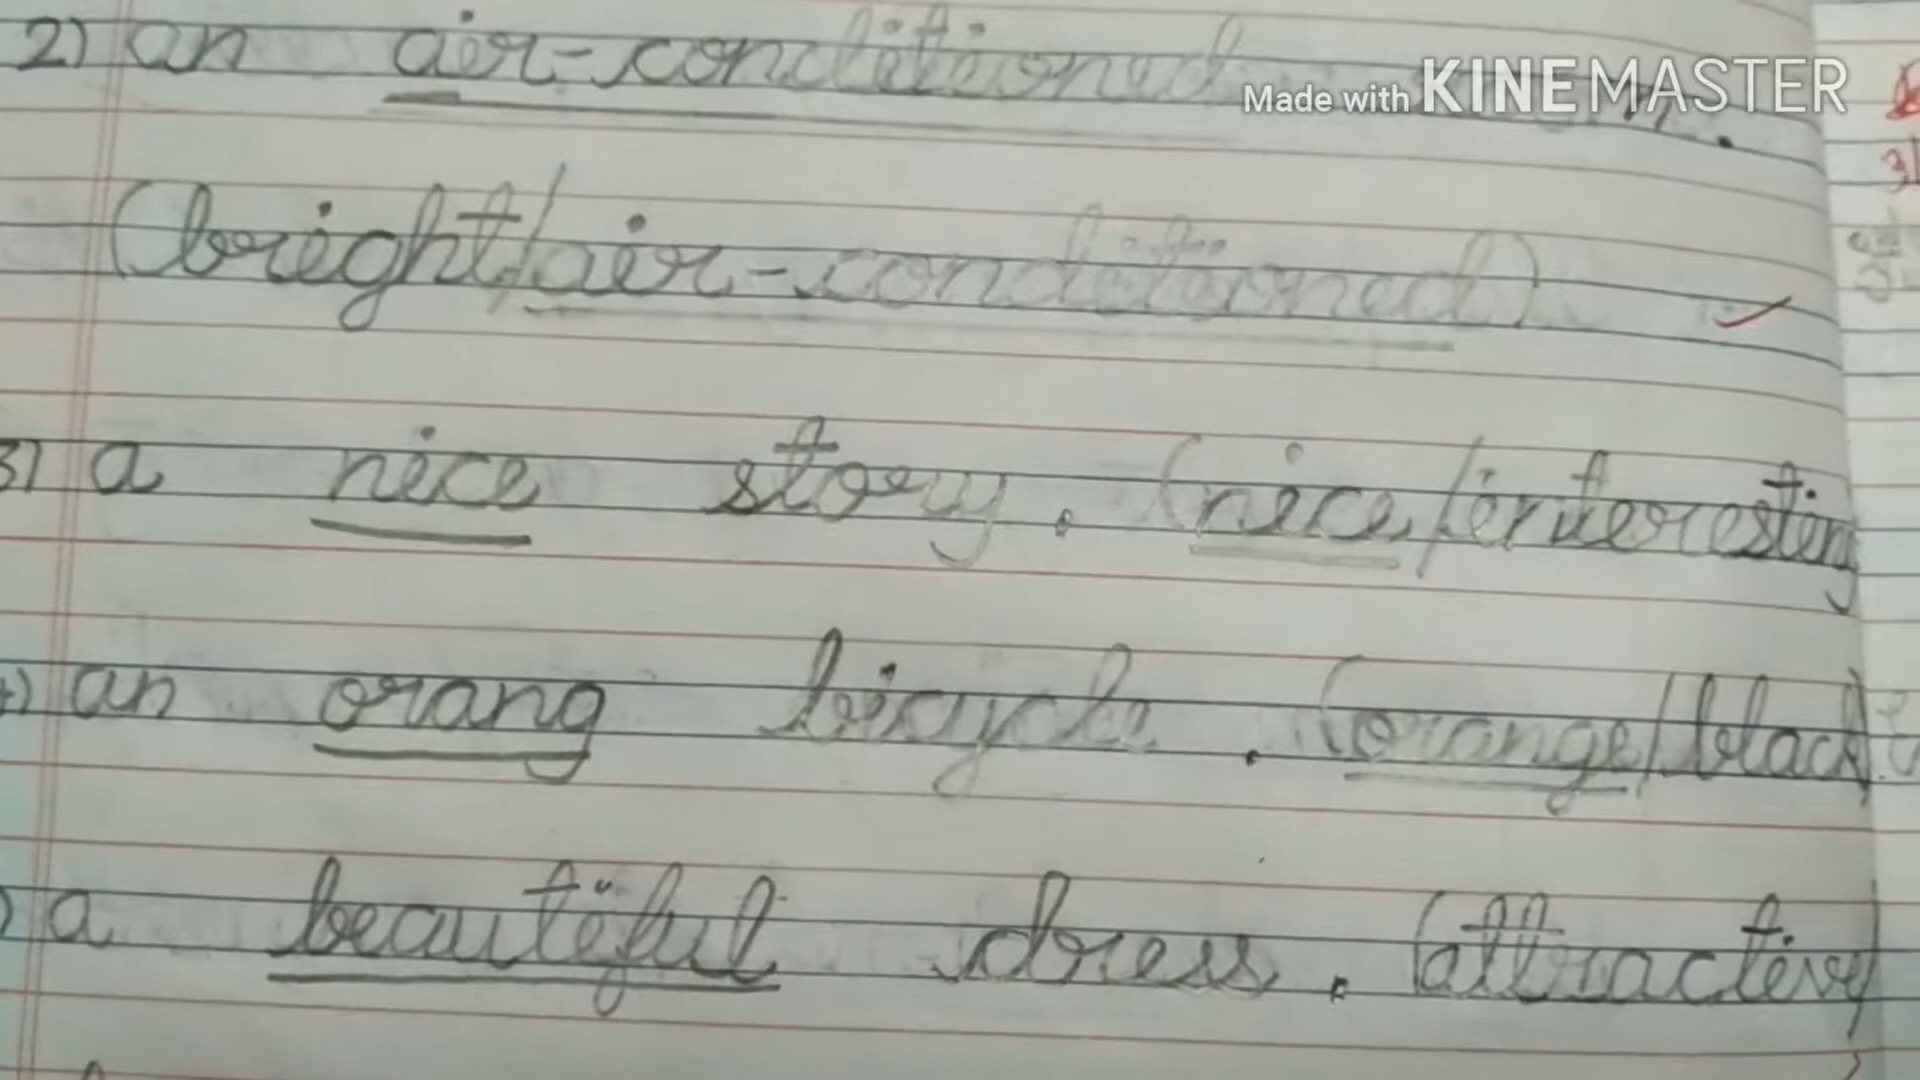 2) an air-conditioned
Made with KINEMASTER
(bright/air-conditioned)
3) a nice story. (nice/interesting
an orang bicycle. (orange/black)
) a beautiful dress. (attractive/